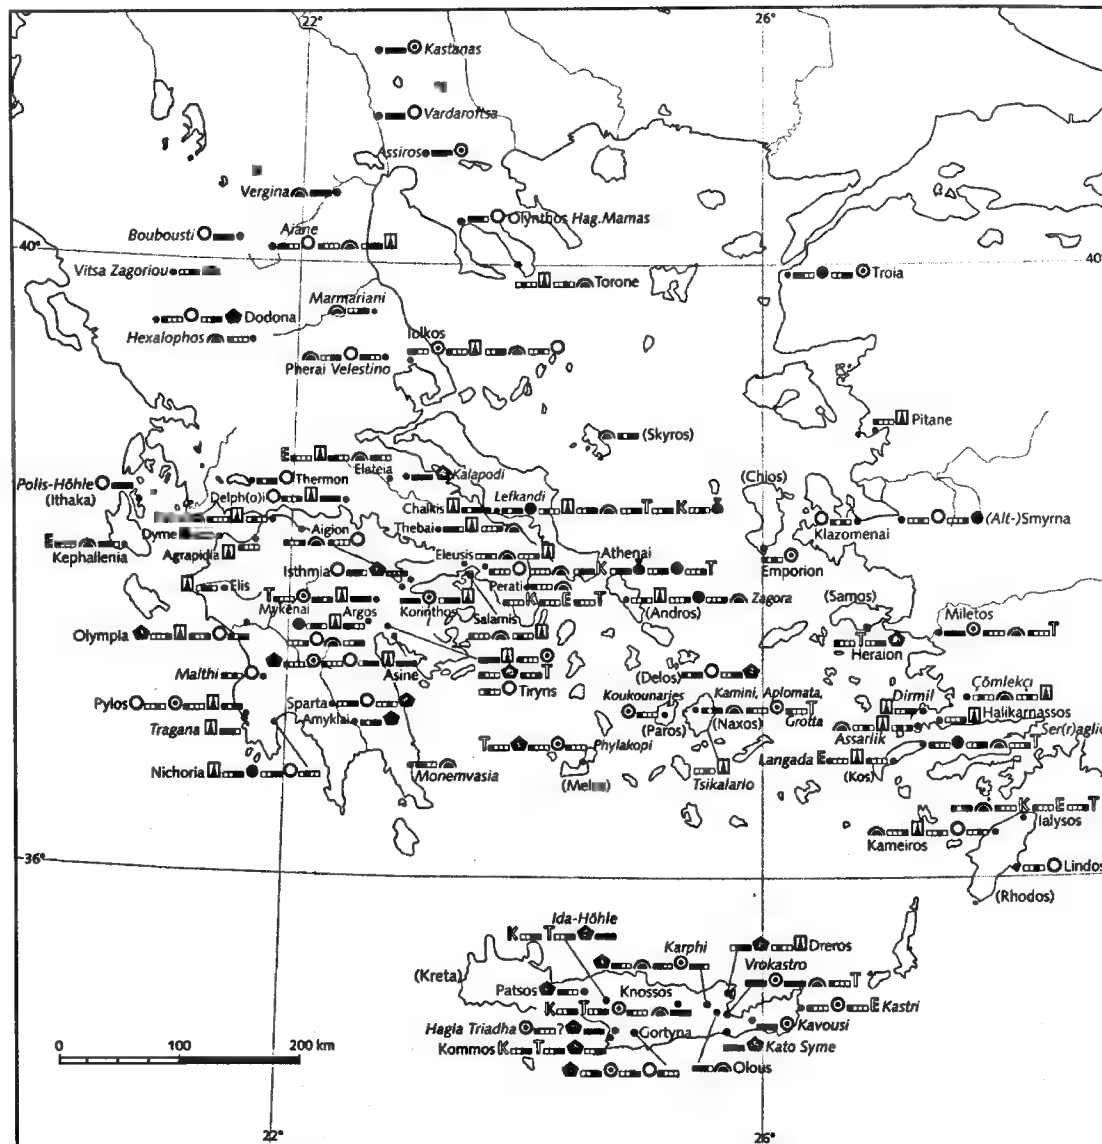 22°
26°
Kastanas
Vardaroftsa
Assiros
Vergina
Olynthos Hag.Mamas
Aiane
Boubousti
40°
40°
Vitsa Zagoriou
Troia
Torone
Marmariani
Dodona
Hexalophos
Iolkos
Pherai Velestino
Pitane
(Skyros)
E
Elateia
Kalapodi
Thermon
Polis-Höhle
(Ithaka)
(Chios)
Delph(o)i
Lefkandi
Chalkis
T
K
(Alt-)Smyrna
Dyme
Aigion
Thebai
Klazomenai
E
Kephallenia
Agrapidia
Eleusis
Athenai
K
T
Emporion
Isthmia
Elis
Perati
T
Mykenai
Argos
Korinthos
K E T
(Andros)
Zagora
(Samos)
Salamis
Miletos
T
Olympia
T
Heraion
Malthi
Asine
T
(Delos)
Tiryns
Koukounaries
Kamini, Aplomata,
Dirmil
Çömlekçi
Pylos
Sparta
(Paros)
(Naxos)
T
Grotta
Halikarnassos
Tragana
Amyklai
Assarlik
Ser(r)aglio
T
T
Phylakopi
Langada E
Nichoria
Monemvasia
Tsikalario
(Kos)
K E T
Ialysos
Kameiros
36°
Lindos
(Rhodos)
Ida-Höhle
K T
Karphi
Dreros
Vrokastro
(Kreta)
T
Patsos
Knossos
K T
E Kastri
Hagia Triadha
?
Gortyna
Kavousi
Kommos K T
Kato Syme
Olous
0 100 200 km
22°
26°